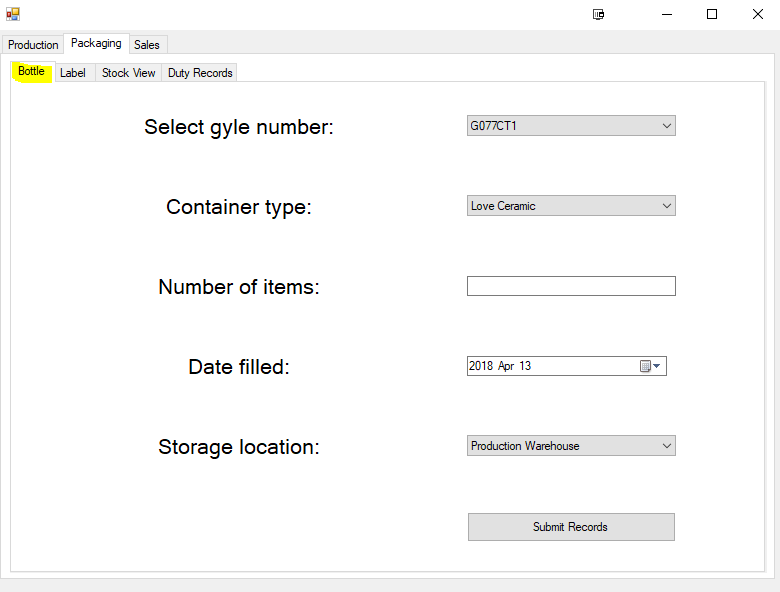 Production Packaging Sales
Bottle Label Stock View Duty Records
Select gyle number: G077CT1
Container type: Love Ceramic
Number of items:
Date filled: 2018 Apr 13
Storage location: Production Warehouse
Submit Records